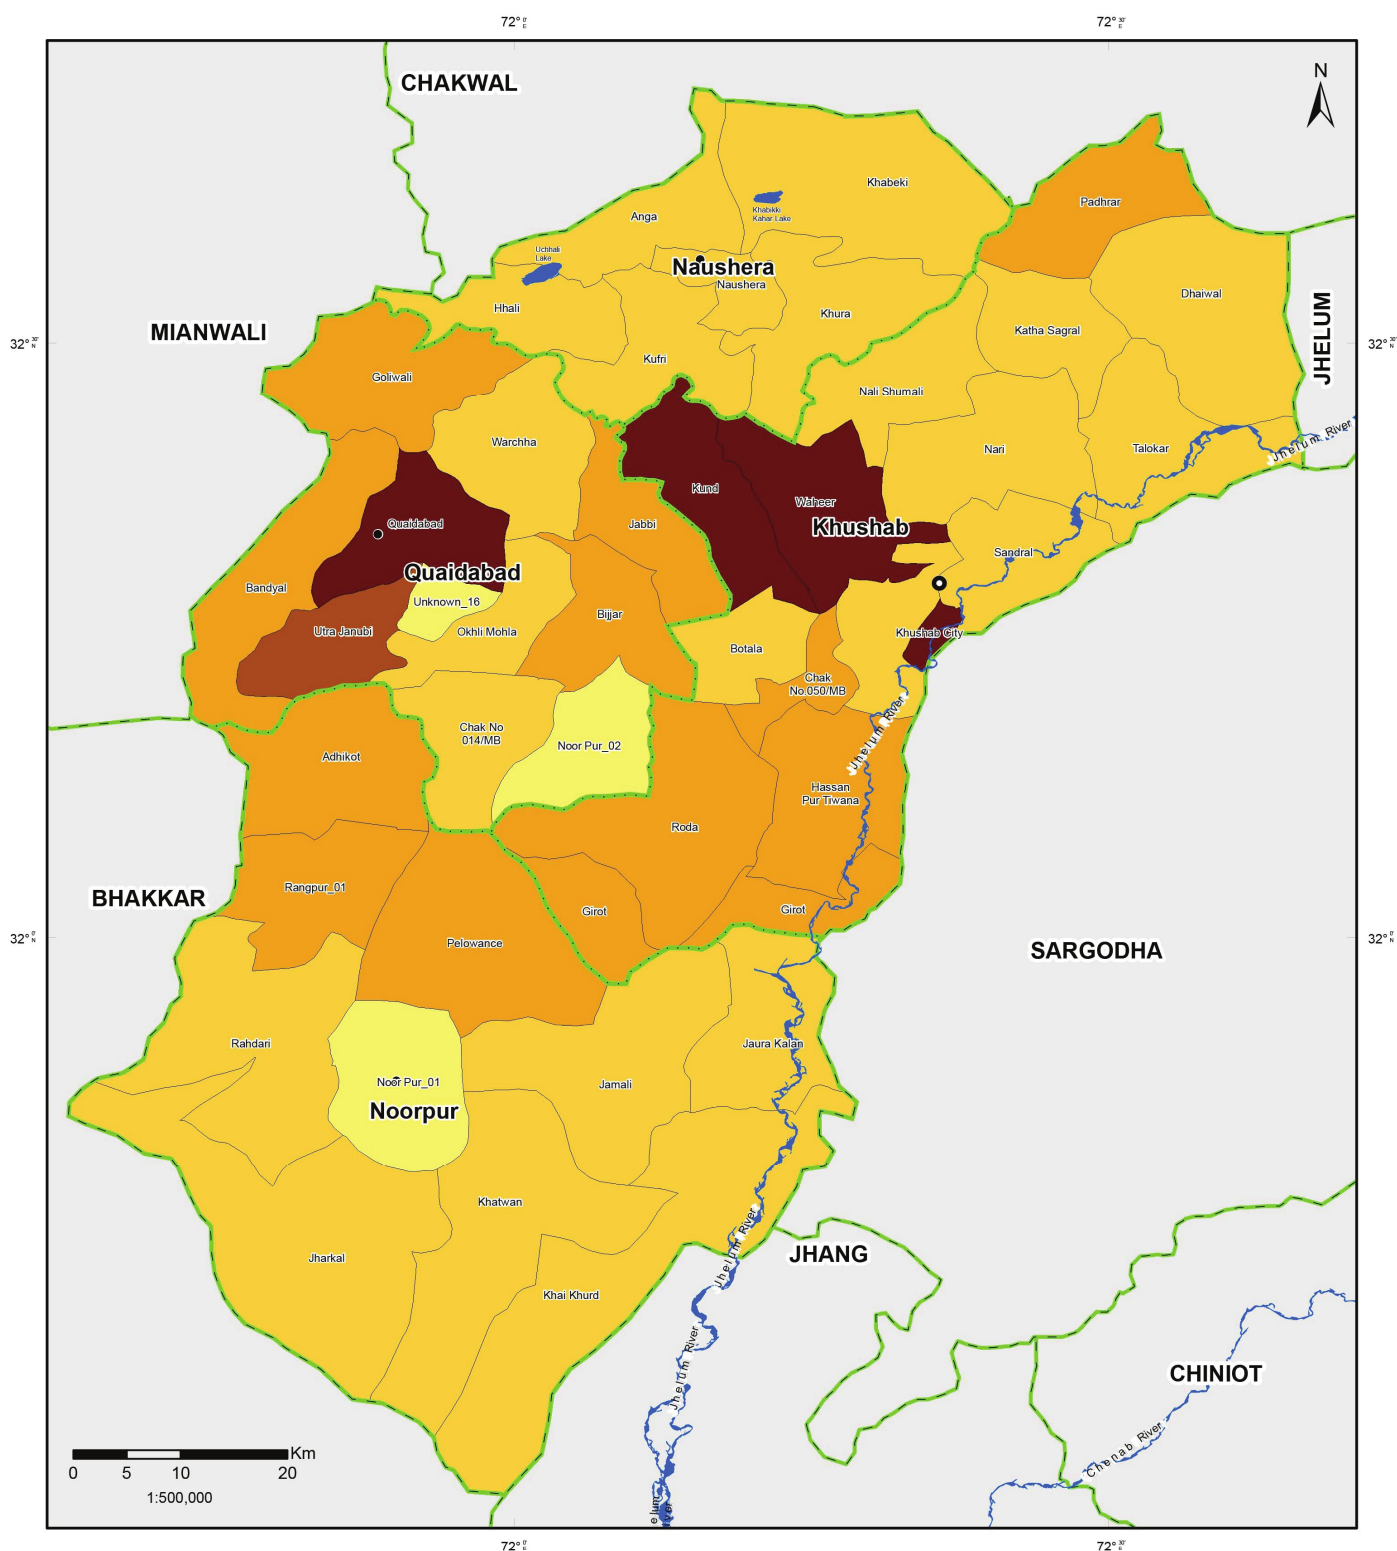 72° 0' E
72° 30' E
CHAKWAL
N
Khabeki
Padhrar
Khabikki
Kahar Lake
Anga
Uchhali
Lake
Naushera
Naushera
Dhaiwal
JHELUM
Hhali
Khura
MIANWALI
Katha Sagral
32° 30' N
32° 30' N
Kufri
Goliwali
Nali Shumali
Warchha
Nari
Talokar
Jhelum River
Kund
Waheer
Quaidabad
Jabbi
Khushab
Sandral
Quaidabad
Bandyal
Unknown_16
Bijjar
Utra Janubi
Okhli Mohla
Khushab City
Botala
Chak
No.050/MB
Chak No
014/MB
Jhelum River
Noor Pur_02
Adhikot
Hassan
Pur Tiwana
Roda
Rangpur_01
BHAKKAR
Girot
Girot
32° 0' N
32° 0' N
Pelowance
SARGODHA
Rahdari
Jaura Kalan
Noor Pur_01
Jamali
Noorpur
Khatwan
Jhelum River
JHANG
Jharkal
Khai Khurd
Jhelum River
CHINIOT
Chenab River
Km
0 5 10 20
1:500,000
elum
iver
72° 0' E
72° 30' E